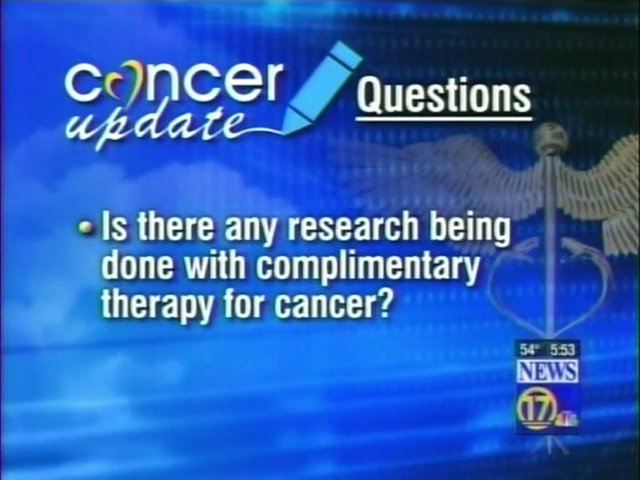 cancer
update
Questions
• Is there any research being
done with complimentary
therapy for cancer?
54° 5:53
NEWS
17